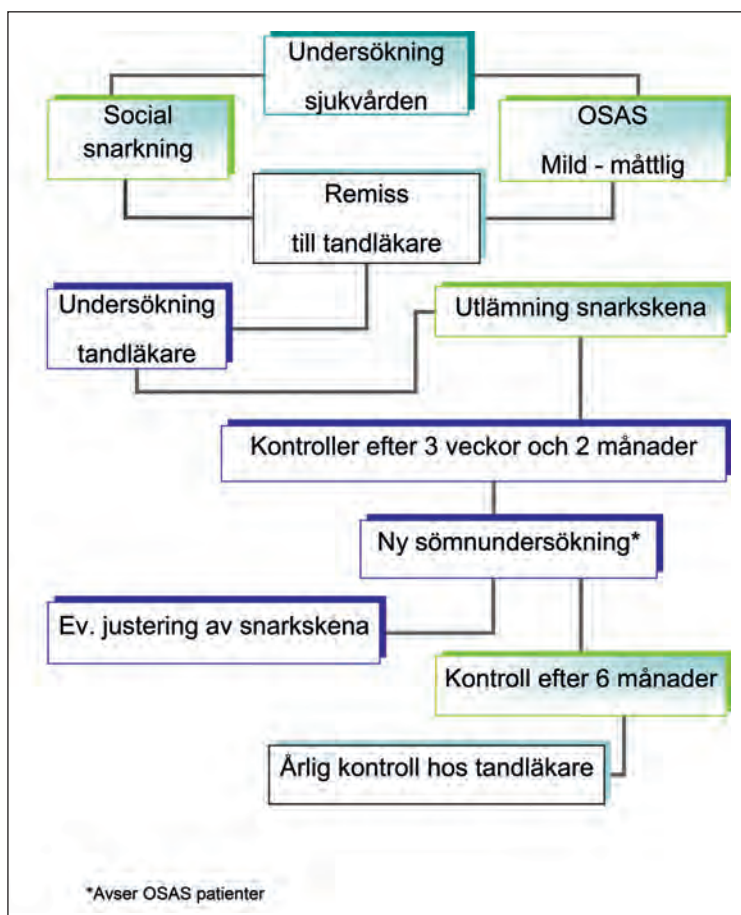 Undersökning
sjukvården
Social
snarkning
OSAS
Mild - måttlig
Remiss
till tandläkare
Undersökning
tandläkare
Utlämning snarkskena
Kontroller efter 3 veckor och 2 månader
Ny sömnundersökning*
Ev. justering av snarkskena
Kontroll efter 6 månader
Årlig kontroll hos tandläkare
*Avser OSAS patienter